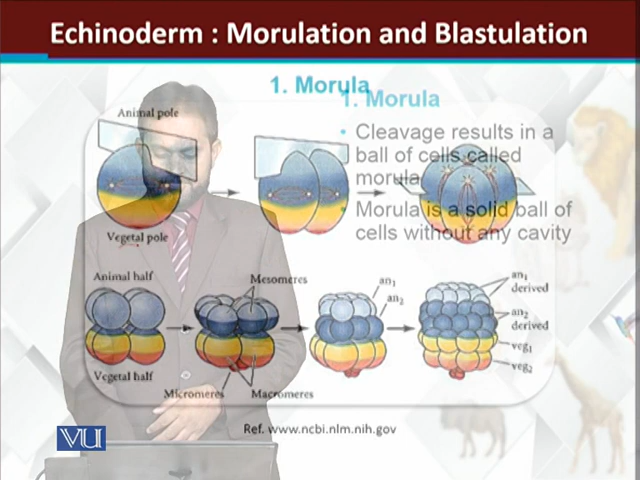 Echinoderm : Morulation and Blastulation
1. Morula
1. Morula
Animal pole
• Cleavage results in a
ball of cells called
morula
Morula is a solid ball of
cells without any cavity
Vegetal pole
Animal half
Mesomeres
an1
an2
an1
derived
an2
derived
veg1
veg2
Vegetal half
Micromeres
Macromeres
VU
Ref. www.ncbi.nlm.nih.gov